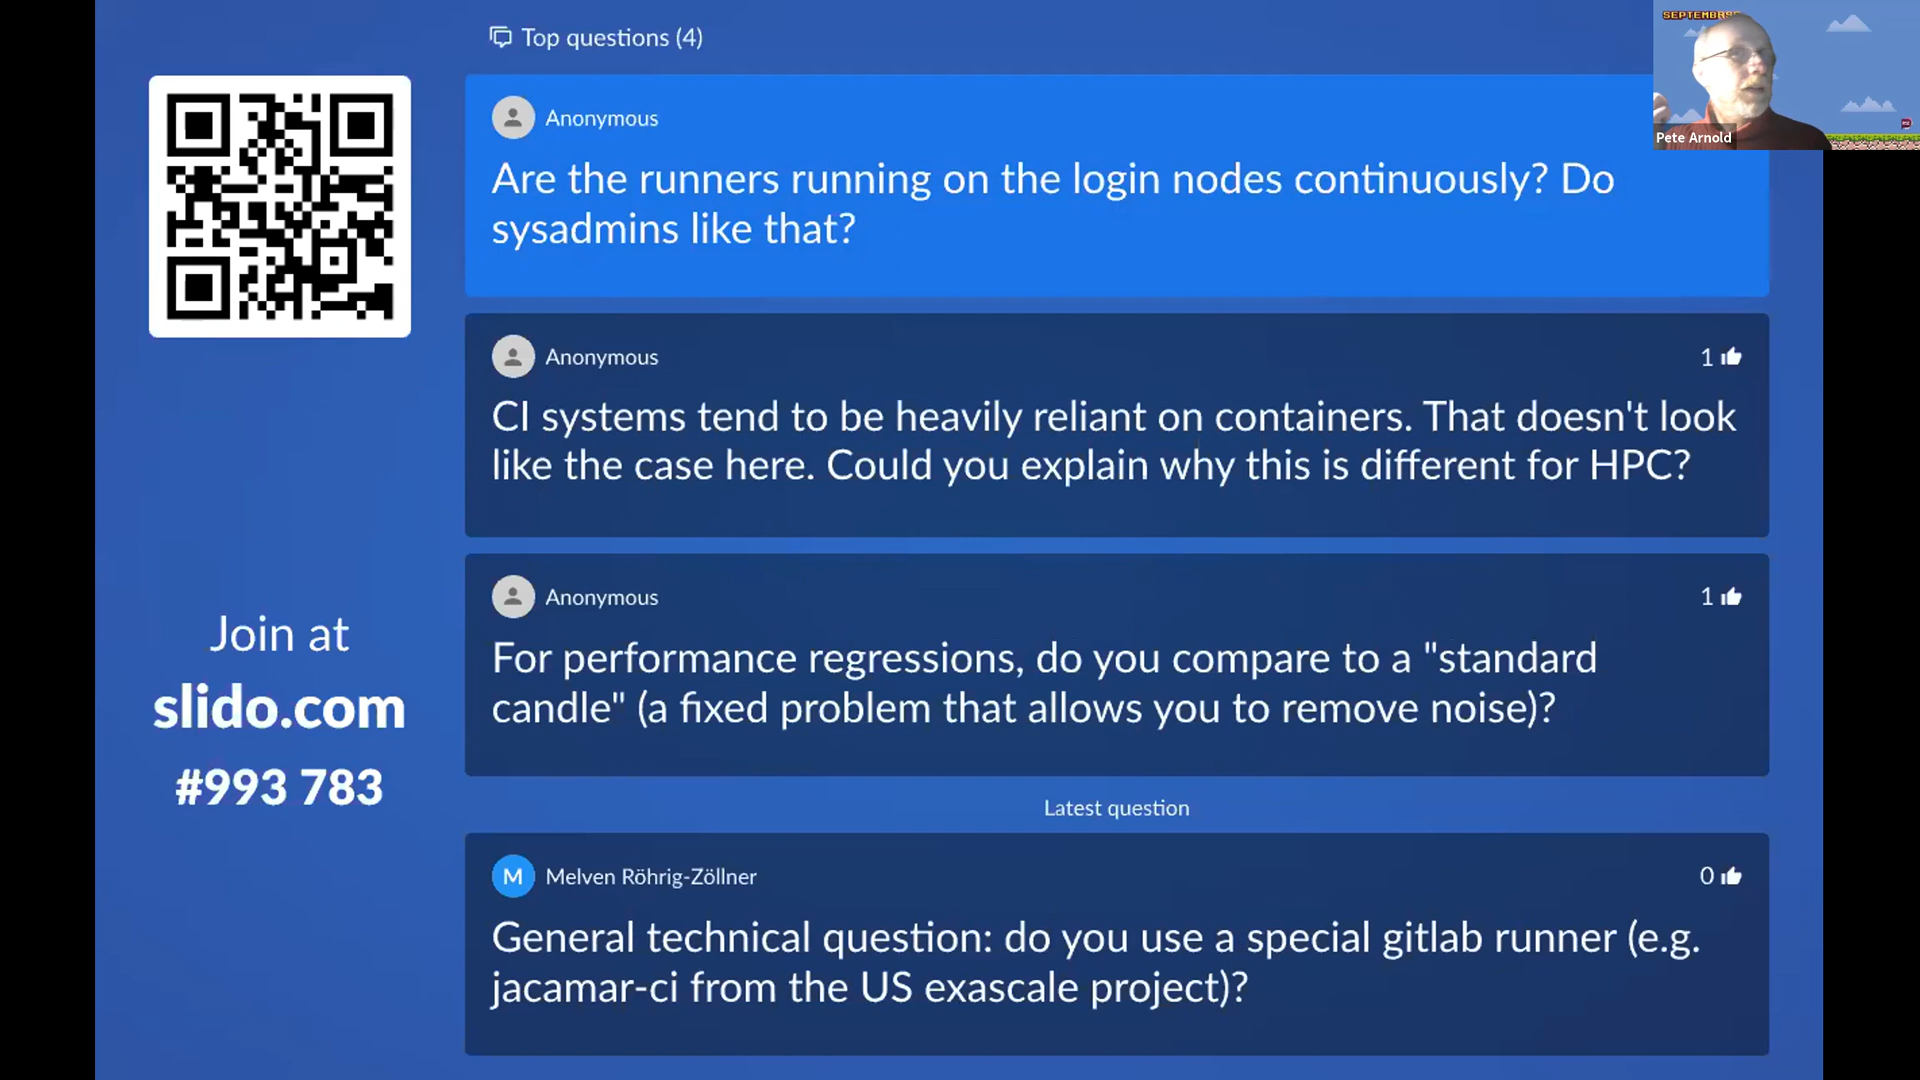 Top questions (4)
SEPTEMBRSE
Anonymous
Are the runners running on the login nodes continuously? Do
sysadmins like that?
Pete Arnold
Anonymous
1
CI systems tend to be heavily reliant on containers. That doesn't look
like the case here. Could you explain why this is different for HPC?
Anonymous
1
For performance regressions, do you compare to a "standard
candle" (a fixed problem that allows you to remove noise)?
Join at
slido.com
#993 783
Latest question
M
Melven Röhrig-Zöllner
0
General technical question: do you use a special gitlab runner (e.g.
jacamar-ci from the US exascale project)?